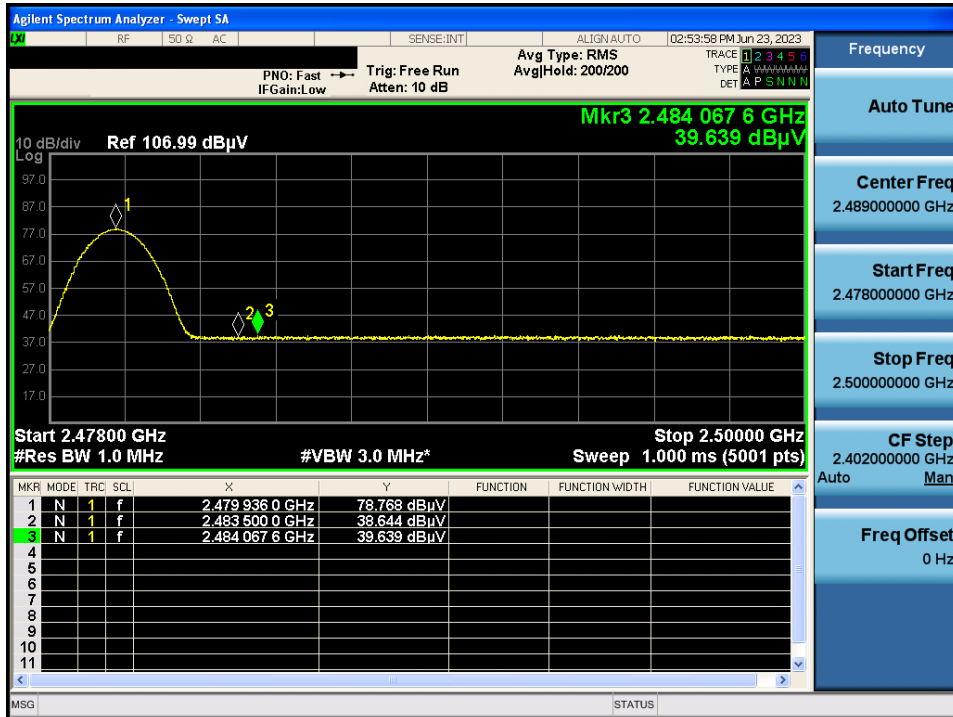 Agilent Spectrum Analyzer - Swept SA
LXI RF 50 Ω AC SENSE:INT ALIGN AUTO 02:53:58 PM Jun 23, 2023
PNO: Fast Trig: Free Run Avg Type: RMS TRACE 1 2 3 4 5 6
IFGain:Low Atten: 10 dB Avg|Hold: 200/200 TYPE A WWWWW
DET A P S N N N
Mkr3 2.484 067 6 GHz
39.639 dBµV
10 dB/div Ref 106.99 dBµV
Log
97.0
87.0
77.0
67.0
57.0
47.0
37.0
27.0
17.0
1
2 3
Start 2.47800 GHz Stop 2.50000 GHz
#Res BW 1.0 MHz #VBW 3.0 MHz* Sweep 1.000 ms (5001 pts)
MKR MODE TRC SCL X Y FUNCTION FUNCTION WIDTH FUNCTION VALUE
1 N 1 f 2.479 936 0 GHz 78.768 dBµV
2 N 1 f 2.483 500 0 GHz 38.644 dBµV
3 N 1 f 2.484 067 6 GHz 39.639 dBµV
4
5
6
7
8
9
10
11
MSG STATUS
Frequency
Auto Tune
Center Freq
2.489000000 GHz
Start Freq
2.478000000 GHz
Stop Freq
2.500000000 GHz
CF Step
2.402000000 GHz
Auto Man
Freq Offset
0 Hz